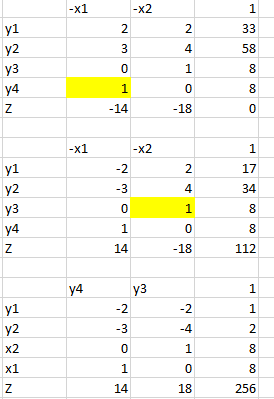 -x1 -x2 1
y1 2 2 33
y2 3 4 58
y3 0 1 8
y4 1 0 8
Z -14 -18 0
-x1 -x2 1
y1 -2 2 17
y2 -3 4 34
y3 0 1 8
y4 1 0 8
Z 14 -18 112
y4 y3 1
y1 -2 -2 1
y2 -3 -4 2
x2 0 1 8
x1 1 0 8
Z 14 18 256